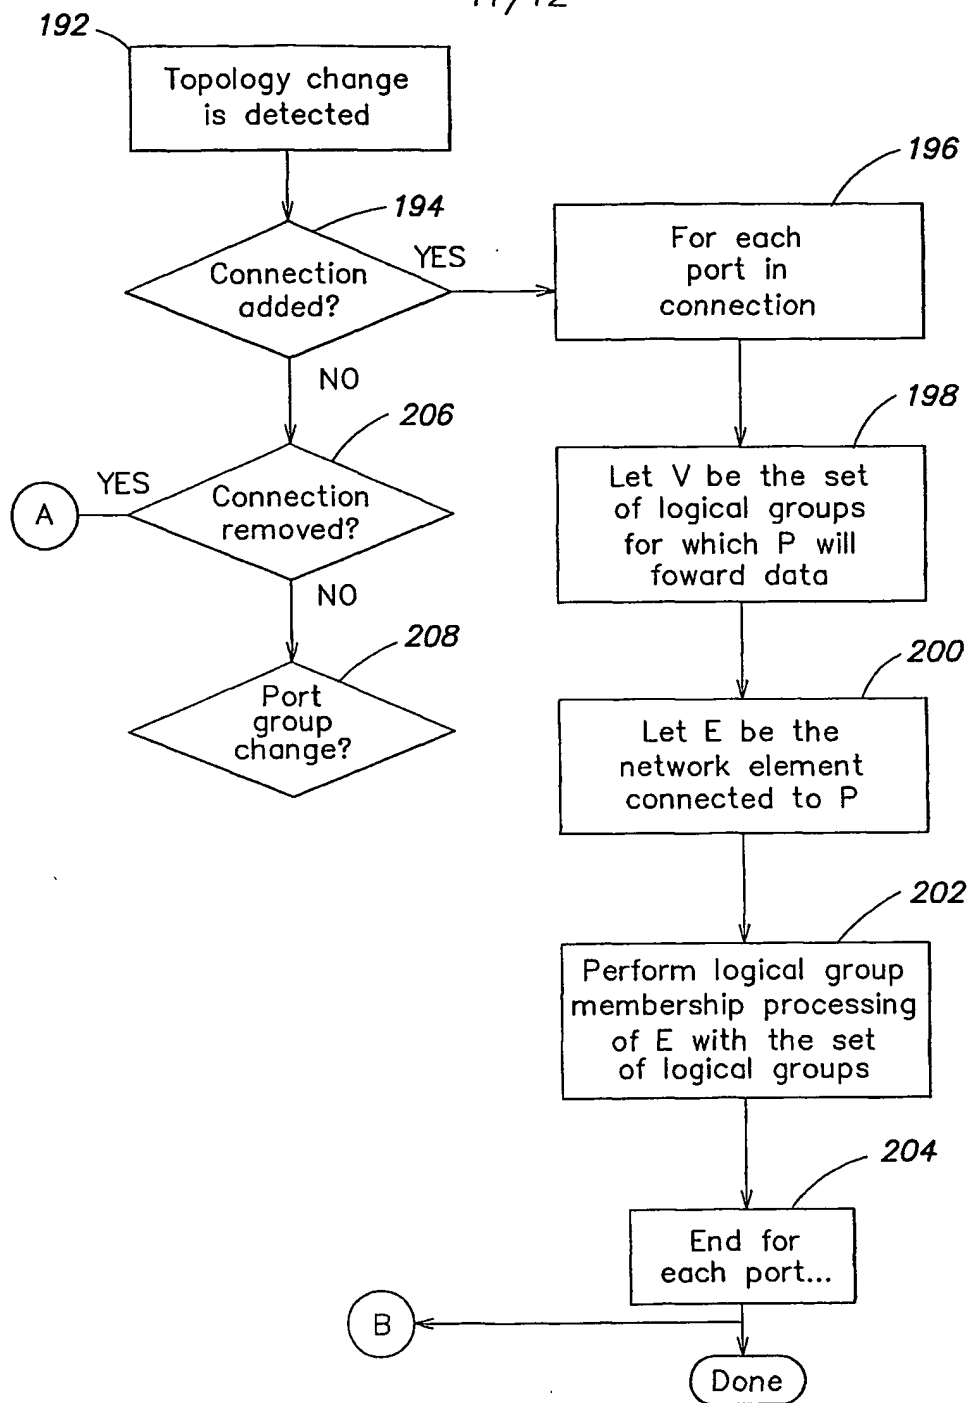 192
Topology change
is detected
194
Connection
added?
YES
NO
196
For each
port in
connection
198
Let V be the set
of logical groups
for which P will
foward data
200
Let E be the
network element
connected to P
202
Perform logical group
membership processing
of E with the set
of logical groups
204
End for
each port...
B
Done
206
Connection
removed?
YES
A
NO
208
Port
group
change?